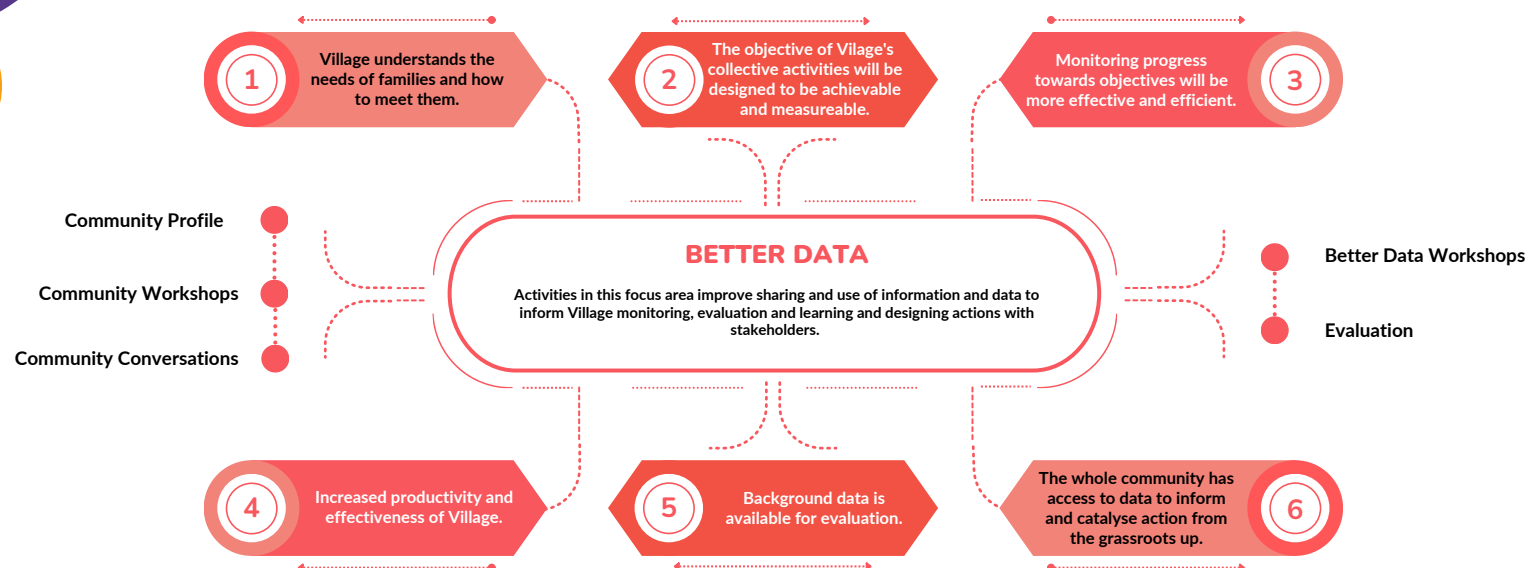 1
Village understands the
needs of families and how
to meet them.
2
The objective of Vilage's
collective activities will be
designed to be achievable
and measureable.
Monitoring progress
towards objectives will be
more effective and efficient.
3
Community Profile
Community Workshops
Community Conversations
BETTER DATA
Activities in this focus area improve sharing and use of information and data to
inform Village monitoring, evaluation and learning and designing actions with
stakeholders.
Better Data Workshops
Evaluation
4
Increased productivity and
effectiveness of Village.
5
Background data is
available for evaluation.
The whole community has
access to data to inform
and catalyse action from
the grassroots up.
6